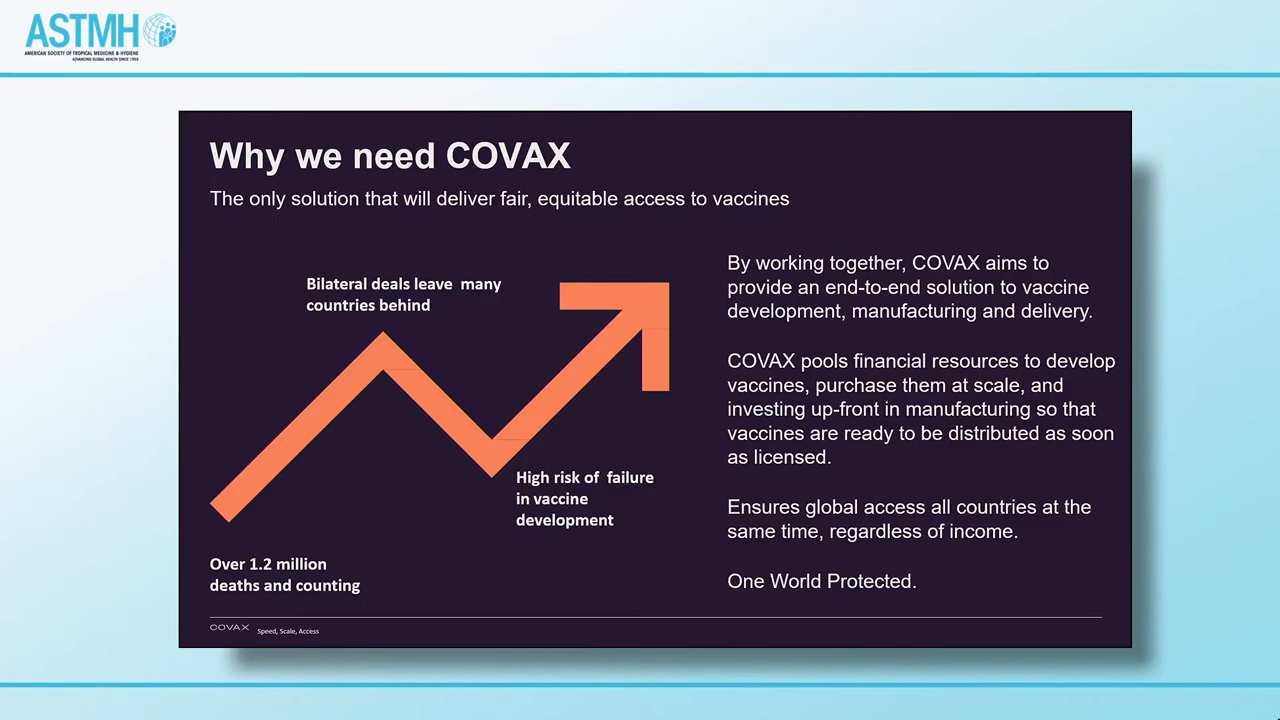 ASTMH
AMERICAN SOCIETY OF TROPICAL MEDICINE & HYGIENE
ADVANCING GLOBAL HEALTH SINCE 1903
Why we need COVAX
The only solution that will deliver fair, equitable access to vaccines
Bilateral deals leave many
countries behind
High risk of failure
in vaccine
development
Over 1.2 million
deaths and counting
By working together, COVAX aims to
provide an end-to-end solution to vaccine
development, manufacturing and delivery.
COVAX pools financial resources to develop
vaccines, purchase them at scale, and
investing up-front in manufacturing so that
vaccines are ready to be distributed as soon
as licensed.
Ensures global access all countries at the
same time, regardless of income.
One World Protected.
COVAX Speed, Scale, Access